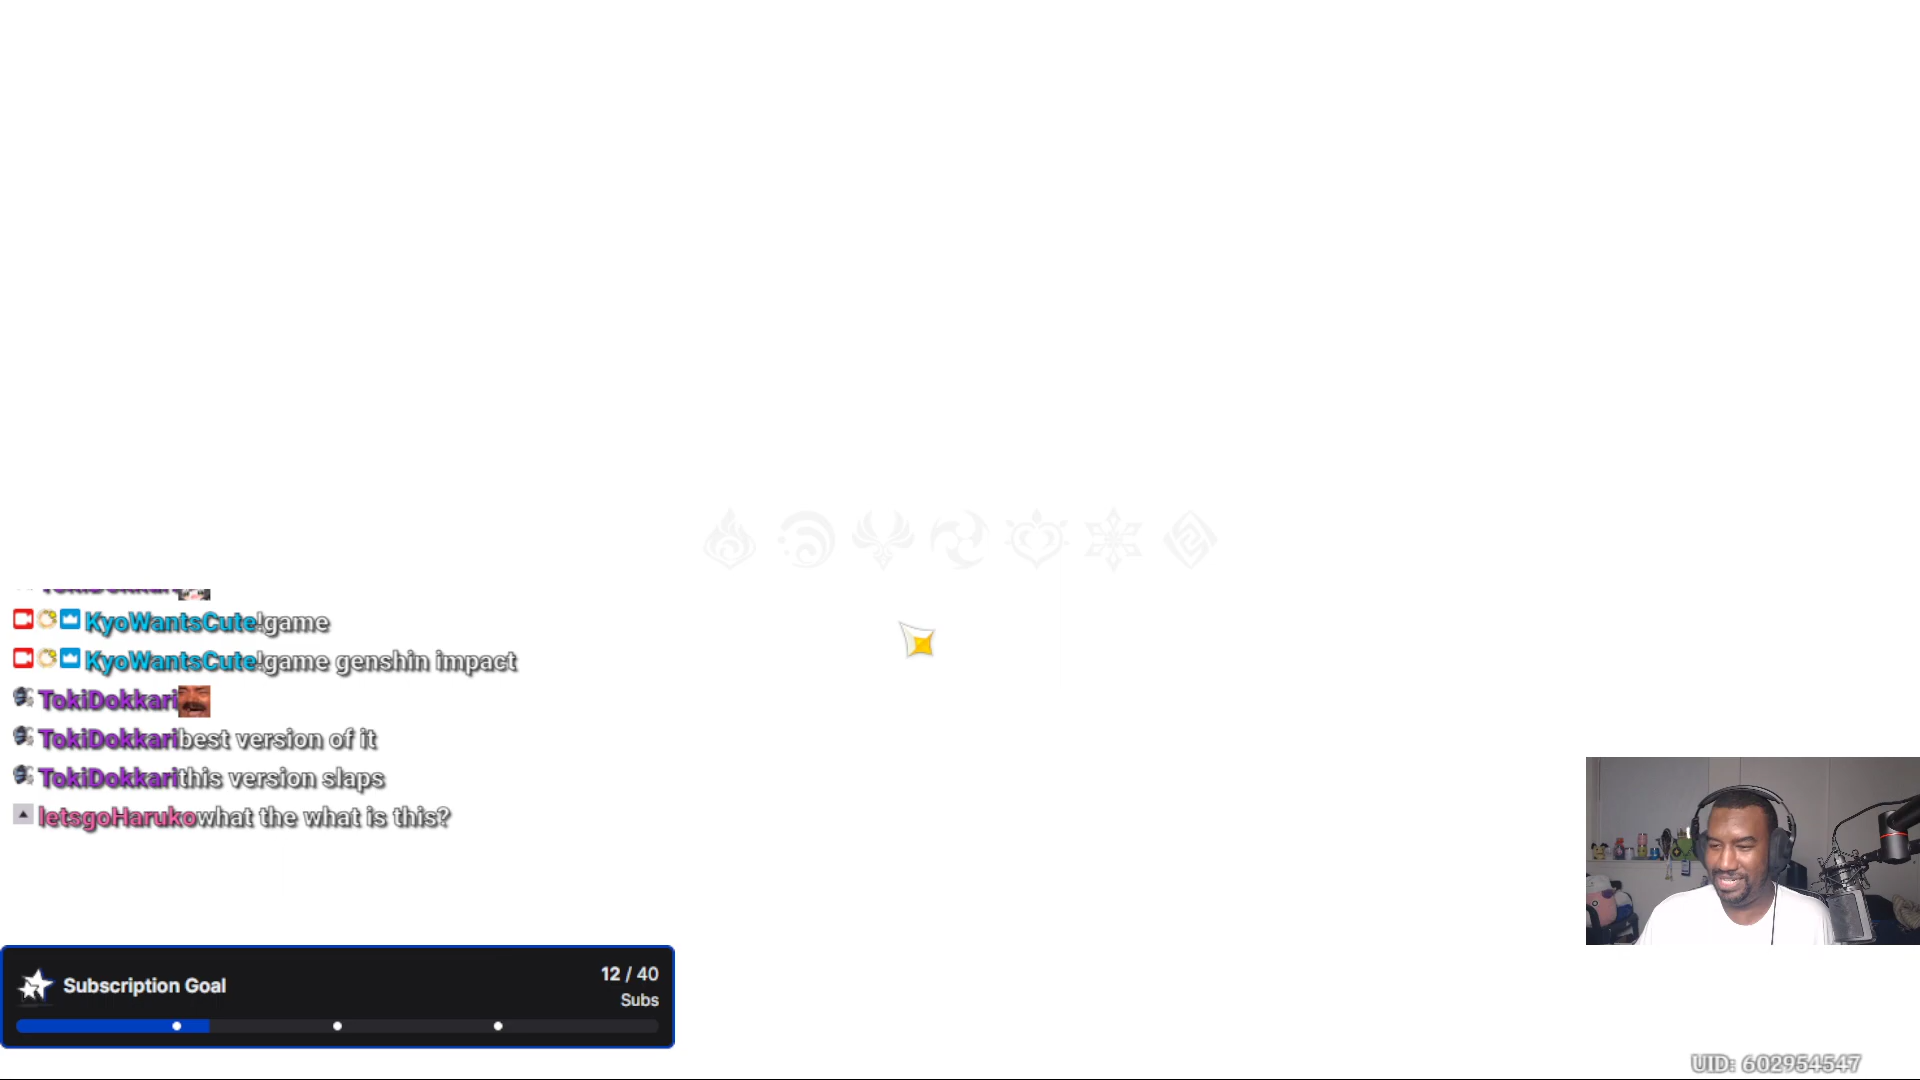 TokiDokkari
KyoWantsCute!game
KyoWantsCute!game genshin impact
TokiDokkari
TokiDokkaribest version of it
TokiDokkarithis version slaps
letsgoHarukowhat the what is this?
Subscription Goal
12 / 40
Subs
UID: 602954547